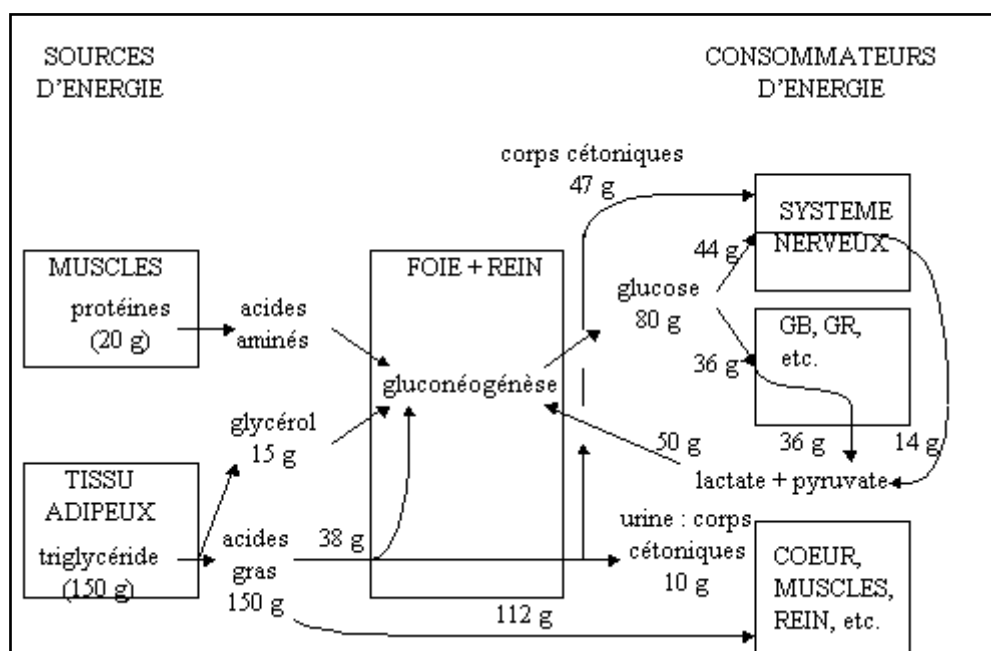 SOURCES
D'ENERGIE
CONSOMMATEURS
D'ENERGIE
corps cétoniques
47 g
SYSTEME
NERVEUX
44 g
MUSCLES
protéines
(20 g)
acides
aminés
FOIE + REIN
glucose
80 g
GB, GR,
etc.
36 g
gluconéogénèse
glycérol
15 g
50 g
36 g
14 g
lactate + pyruvate
TISSU
ADIPEUX
triglycéride
(150 g)
acides
gras
150 g
38 g
urine : corps
cétoniques
10 g
112 g
COEUR,
MUSCLES,
REIN, etc.